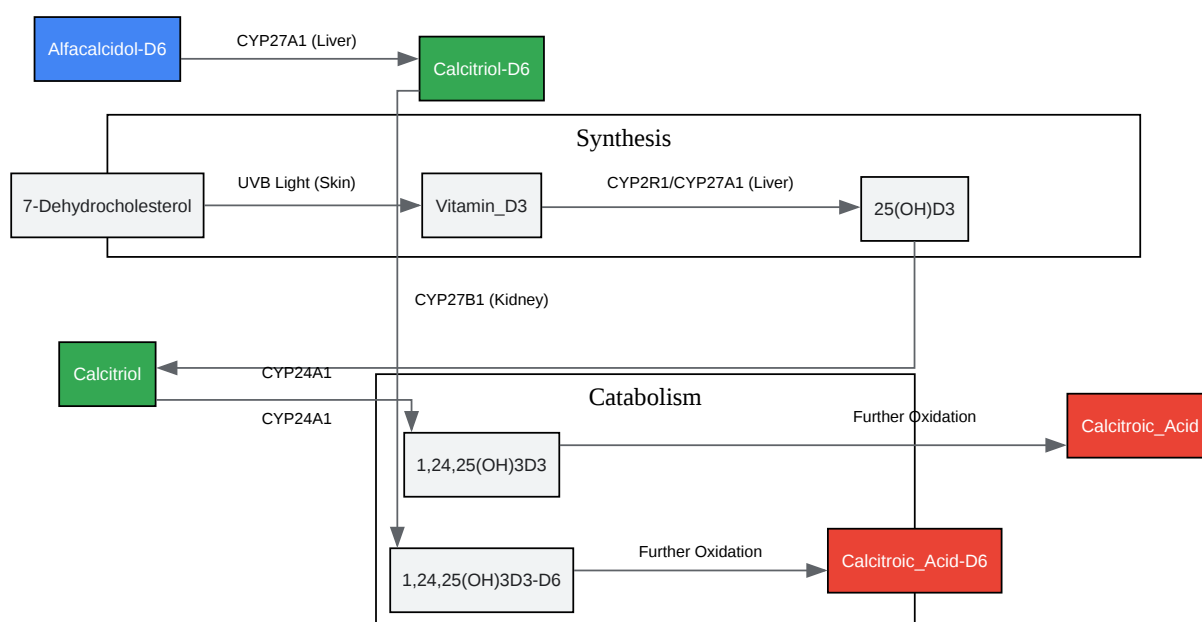 Alfacalcidol-D6
CYP27A1 (Liver)
Calcitriol-D6
Synthesis
7-Dehydrocholesterol
UVB Light (Skin)
Vitamin_D3
CYP2R1/CYP27A1 (Liver)
25(OH)D3
CYP27B1 (Kidney)
Calcitriol
CYP24A1
CYP24A1
Catabolism
1,24,25(OH)3D3
Further Oxidation
Calcitroic_Acid
1,24,25(OH)3D3-D6
Further Oxidation
Calcitroic_Acid-D6